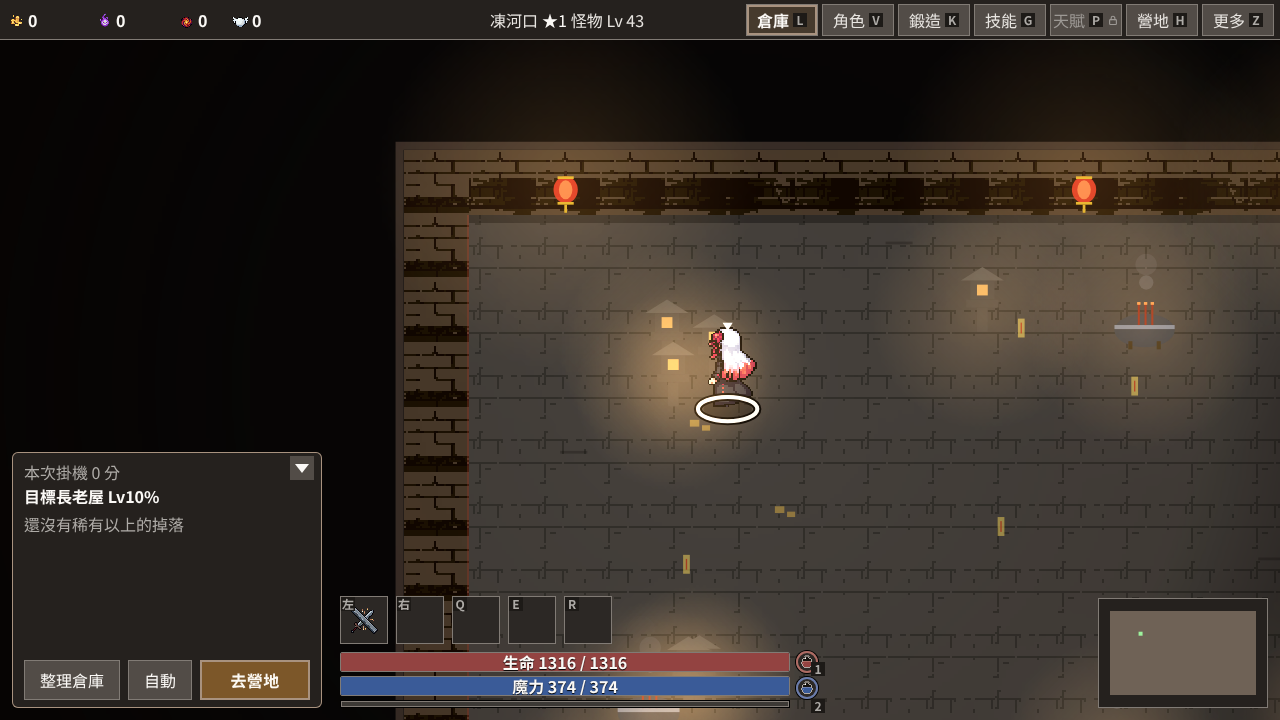 0 0 0 0
凍河口 ★1 怪物 Lv 43
倉庫 L 角色 V 鍛造 K 技能 G 天賦 P 營地 H 更多 Z
本次掛機 0 分
目標長老屋 Lv10%
還沒有稀有以上的掉落
整理倉庫 自動 去營地
左 右 Q E R
生命 1316 / 1316 1
魔力 374 / 374 2